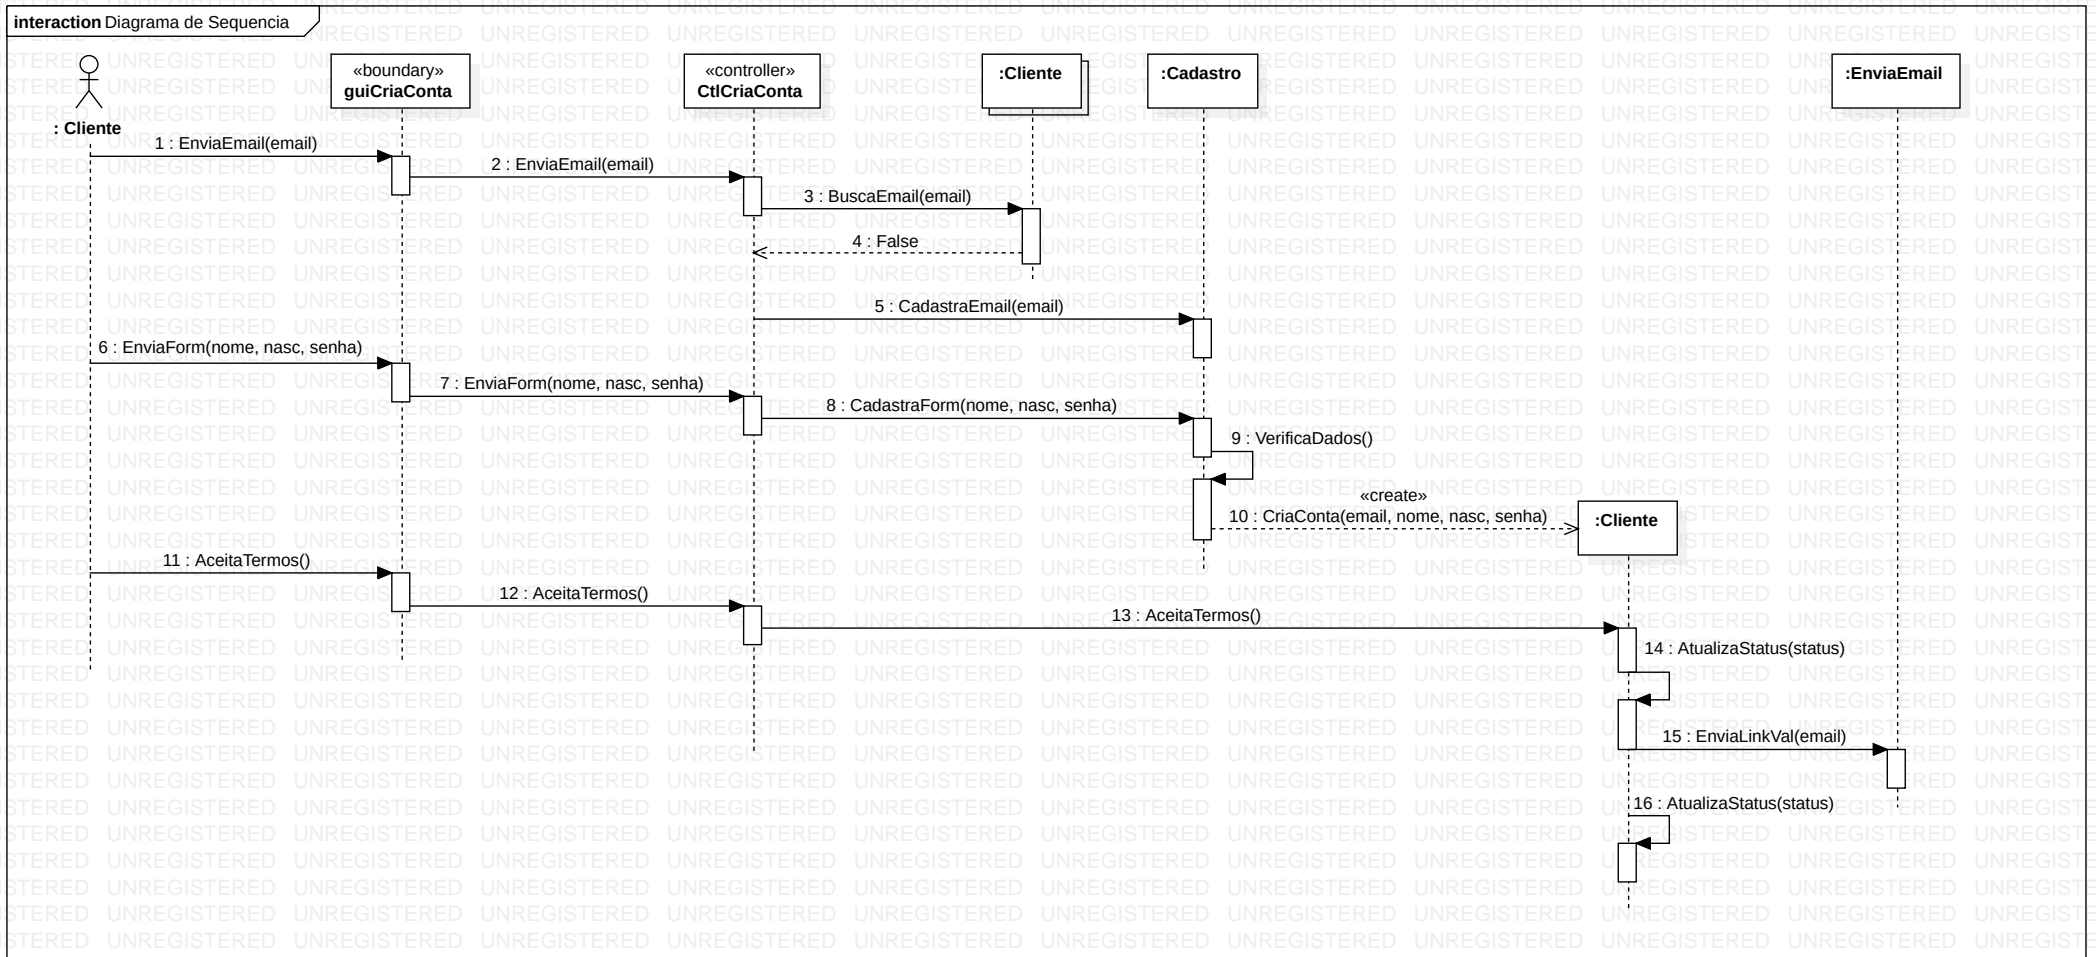 interaction Diagrama de Sequencia
: Cliente
«boundary»
guiCriaConta
«controller»
CtlCriaConta
:Cliente
:Cadastro
:EnviaEmail
1 : EnviaEmail(email)
2 : EnviaEmail(email)
3 : BuscaEmail(email)
4 : False
5 : CadastraEmail(email)
6 : EnviaForm(nome, nasc, senha)
7 : EnviaForm(nome, nasc, senha)
8 : CadastraForm(nome, nasc, senha)
9 : VerificaDados()
«create»
10 : CriaConta(email, nome, nasc, senha)
:Cliente
11 : AceitaTermos()
12 : AceitaTermos()
13 : AceitaTermos()
14 : AtualizaStatus(status)
15 : EnviaLinkVal(email)
16 : AtualizaStatus(status)
UNREGISTERED